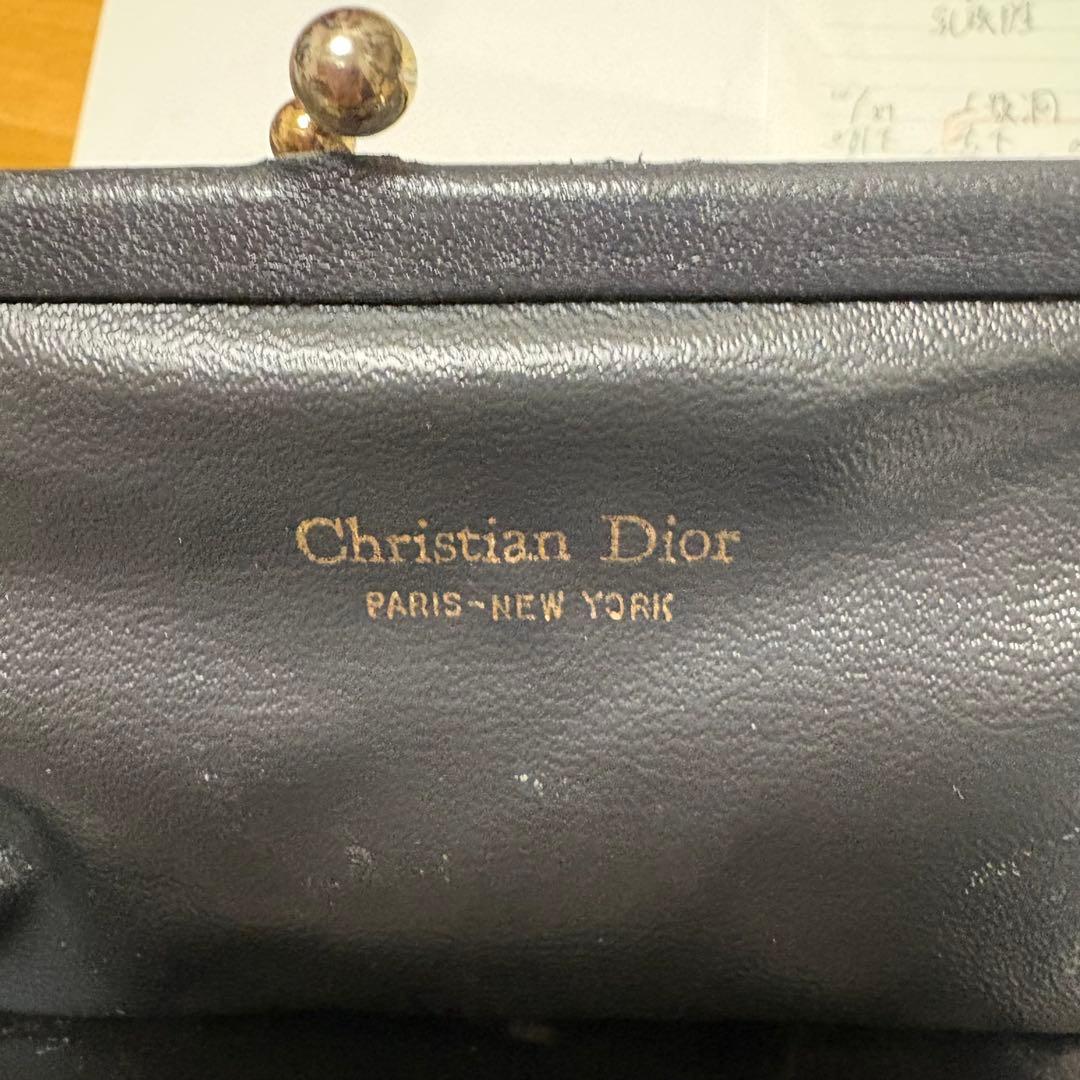 Christian Dior
PARIS-NEW YORK